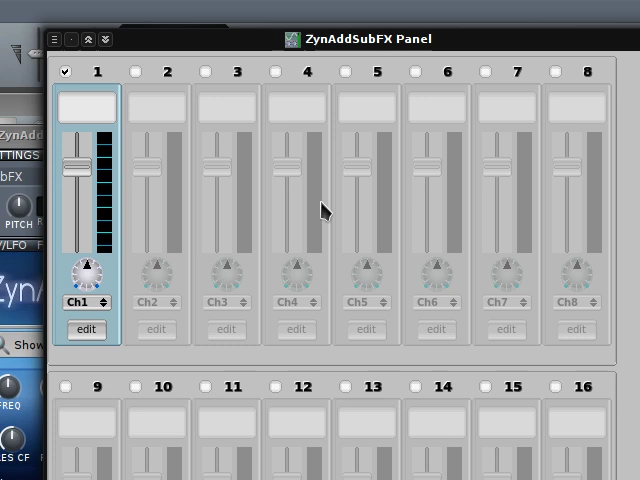 ZynAddSubFX Panel
1 2 3 4 5 6 7 8
ZynAdd
TTINGS
bFX
PITCH
/LFO F
Zyn
Show
FREQ
ES CF
Ch1 Ch2 Ch3 Ch4 Ch5 Ch6 Ch7 Ch8
edit edit edit edit edit edit edit edit
9 10 11 12 13 14 15 16